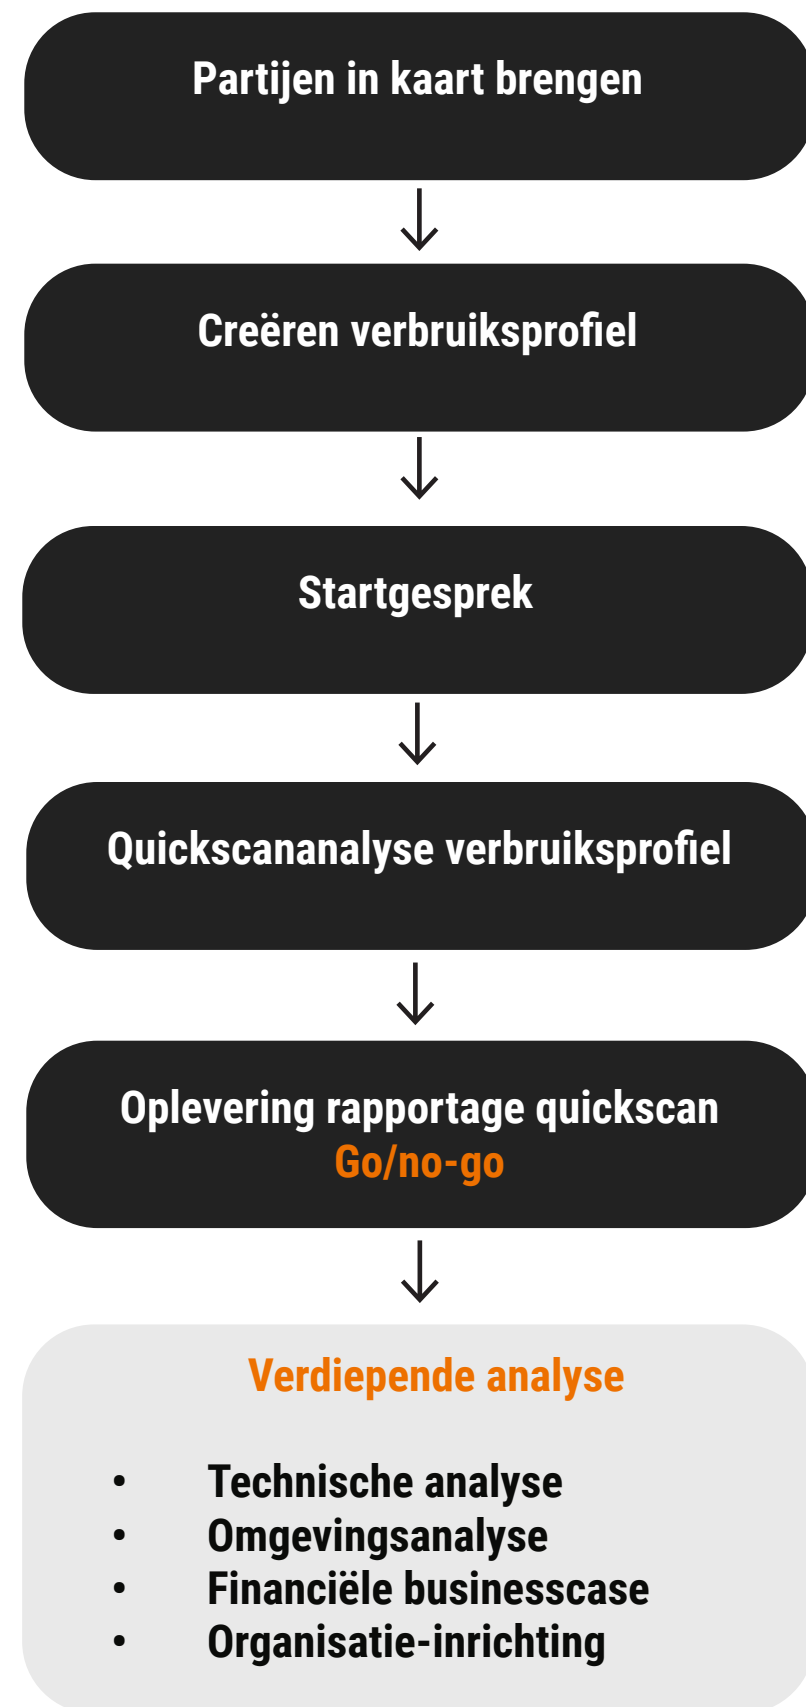 Partijen in kaart brengen
Creëren verbruiksprofiel
Startgesprek
Quickscananalyse verbruiksprofiel
Oplevering rapportage quickscan
Go/no-go
Verdiepende analyse
• Technische analyse
• Omgevingsanalyse
• Financiële businesscase
• Organisatie-inrichting